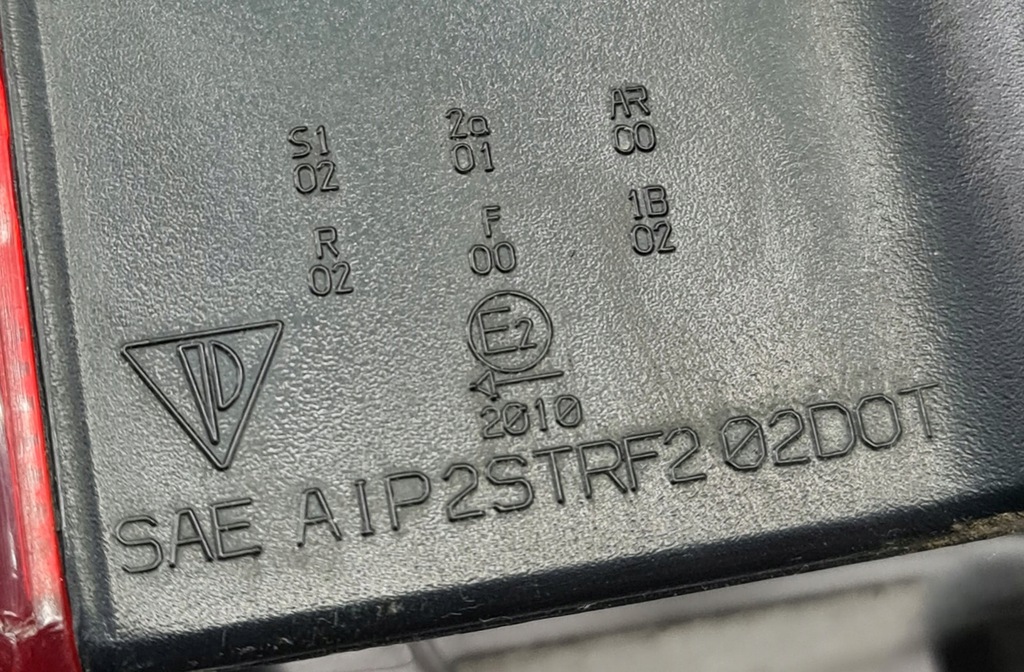 S1 2a AR
02 01 00
R F 1B
02 00 02
E2
2010
SAE AIP2STRF2 02DOT